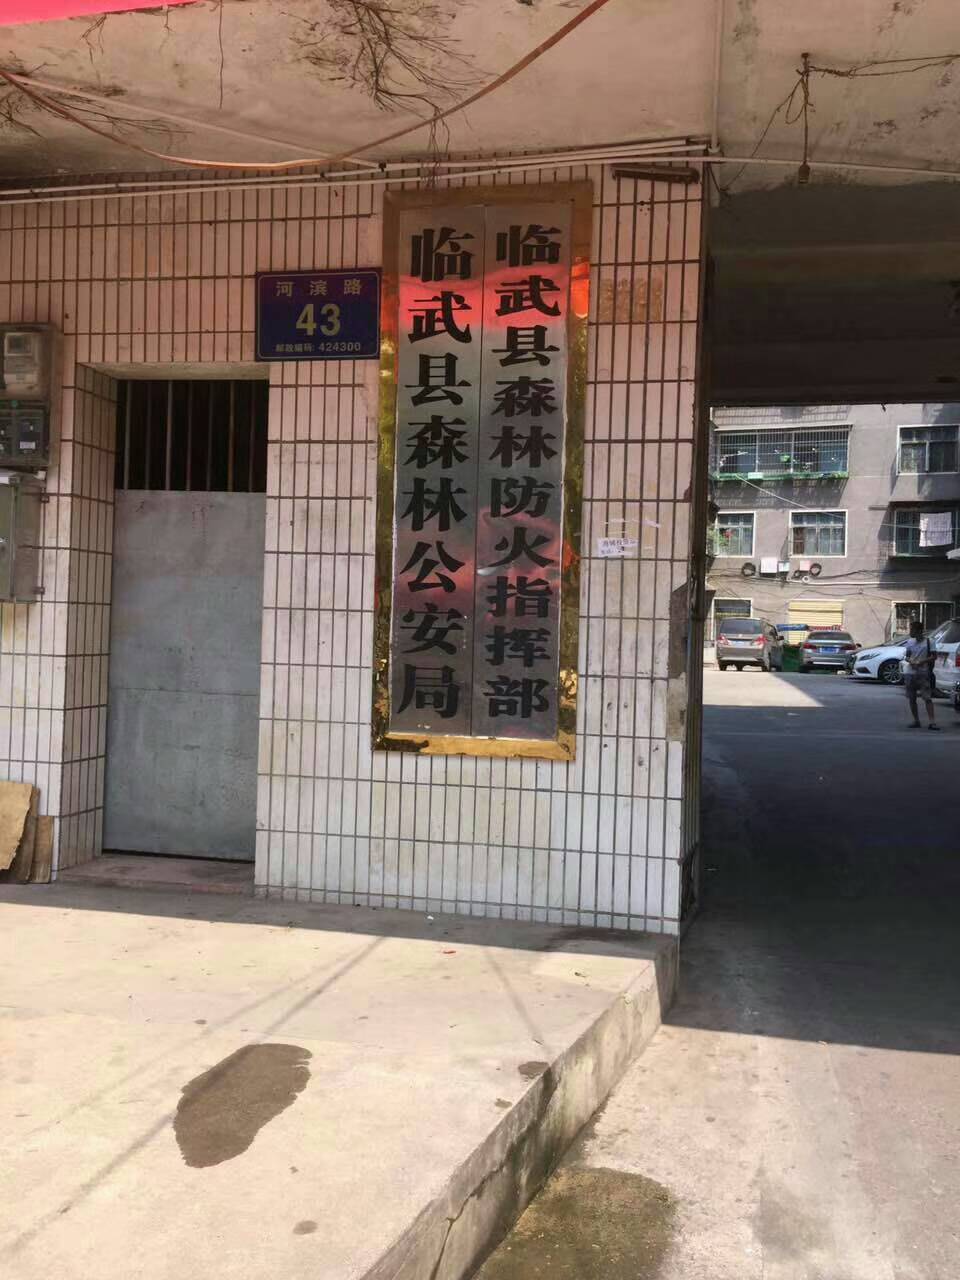 河滨路
43
邮政编码: 424300
临武县森林防火指挥部
临武县森林公安局